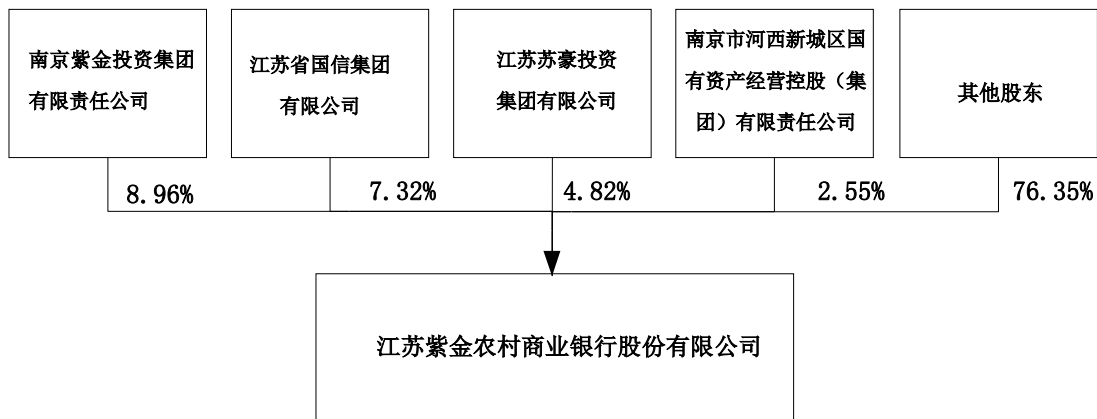 南京紫金投资集团
有限责任公司
江苏省国信集团
有限公司
江苏苏豪投资
集团有限公司
南京市河西新城区国
有资产经营控股（集
团）有限责任公司
其他股东
8.96%
7.32%
4.82%
2.55%
76.35%
江苏紫金农村商业银行股份有限公司